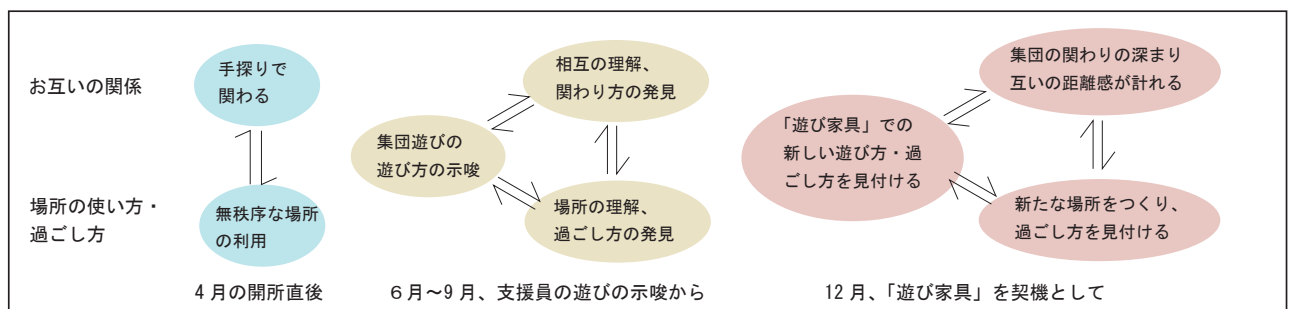 お互いの関係
手探りで
関わる
相互の理解、
関わり方の発見
集団の関わりの深まり
互いの距離感が計れる
集団遊びの
遊び方の示唆
「遊び家具」での
新しい遊び方・過
ごし方を見付ける
場所の使い方・
過ごし方
無秩序な場所
の利用
場所の理解、
過ごし方の発見
新たな場所をつくり、
過ごし方を見付ける
4月の開所直後
６月～9月、支援員の遊びの示唆から
12月、「遊び家具」を契機として